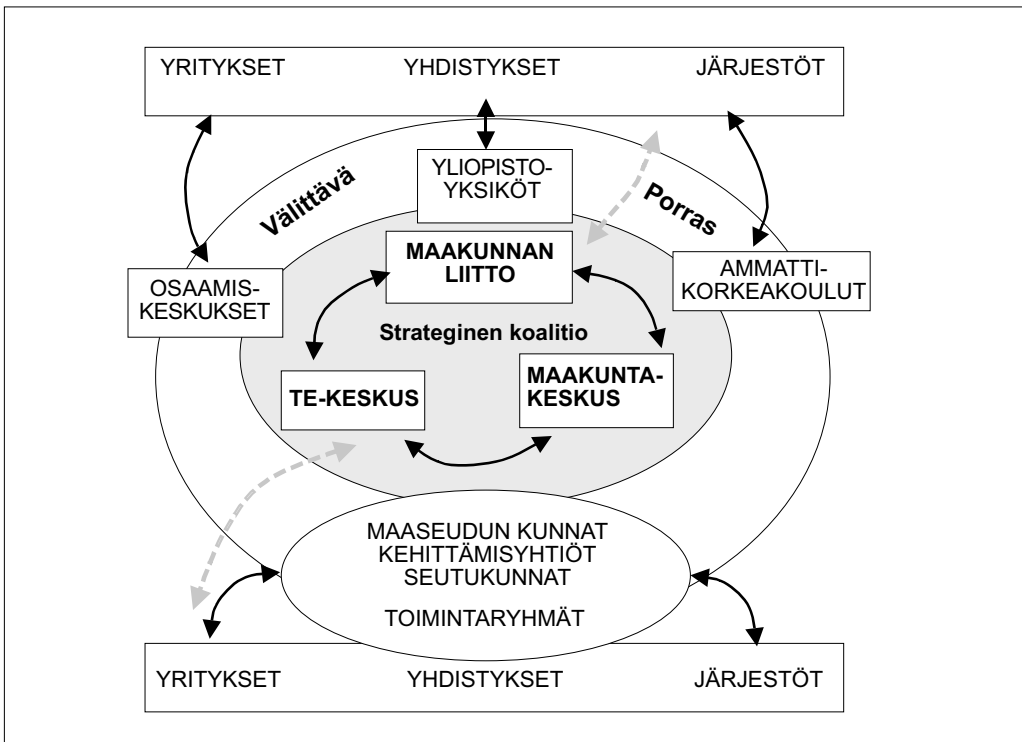 YRITYKSET YHDISTYKSET JÄRJESTÖT
YLIOPISTO-
YKSIKÖT
Välittävä
Porras
MAAKUNNAN
LIITTO
OSAAMIS-
KESKUKSET
AMMATTI-
KORKEAKOULUT
Strateginen koalitio
TE-KESKUS
MAAKUNTA-
KESKUS
MAASEUDUN KUNNAT
KEHITTÄMISYHTIÖT
SEUTUKUNNAT
TOIMINTARYHMÄT
YRITYKSET YHDISTYKSET JÄRJESTÖT